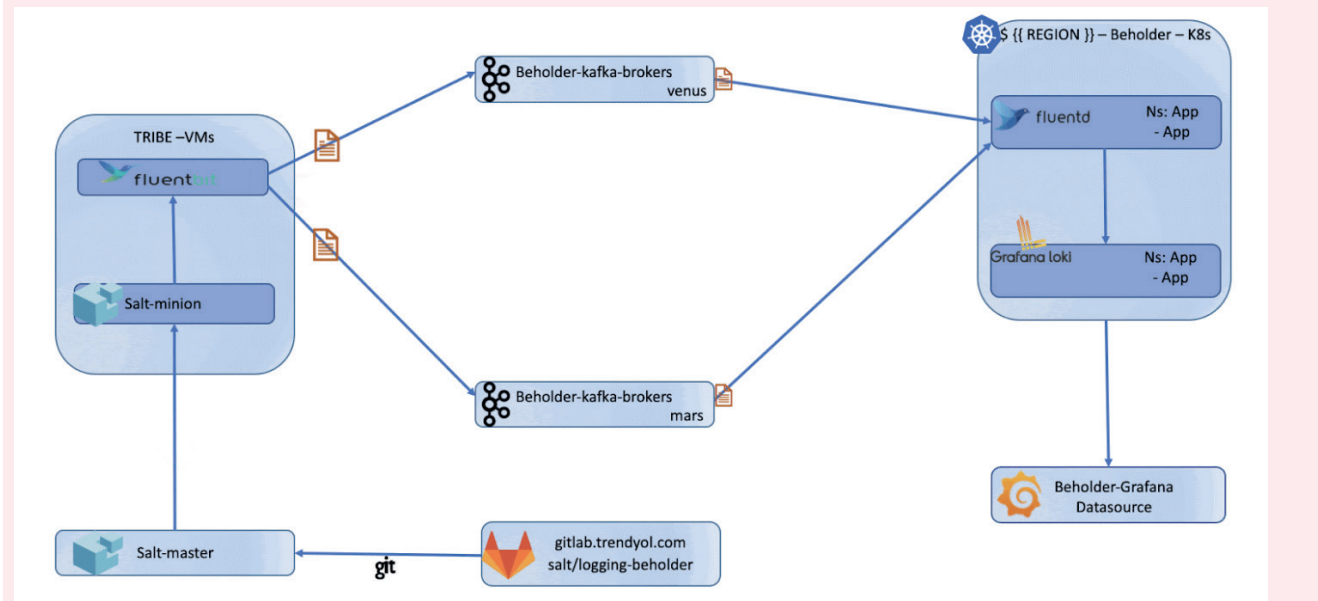 $ {{ REGION }} – Beholder – K8s
Beholder-kafka-brokers
venus
fluentd
Ns: App
- App
TRIBE –VMs
fluentbit
Grafana loki
Ns: App
- App
Salt-minion
Beholder-kafka-brokers
mars
Beholder-Grafana
Datasource
Salt-master
git
gitlab.trendyol.com
salt/logging-beholder